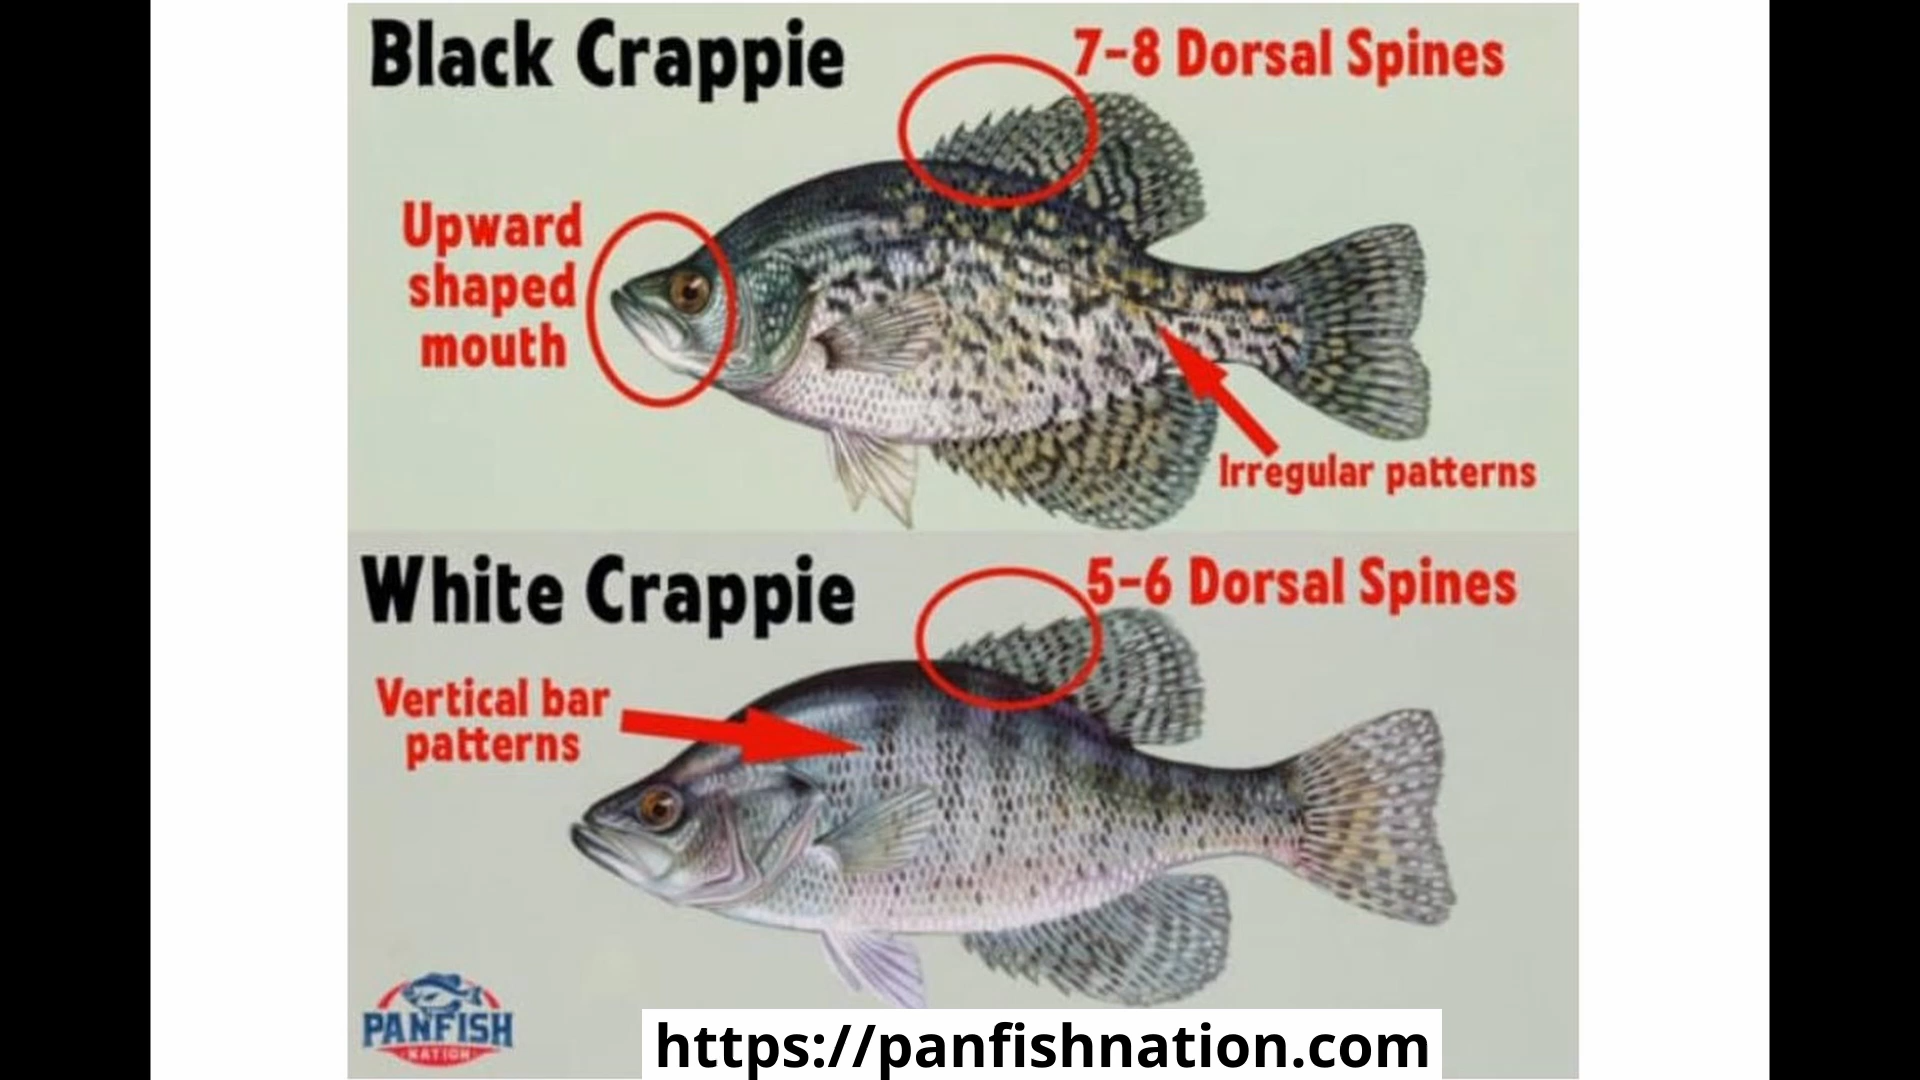 Black Crappie
7-8 Dorsal Spines
Upward
shaped
mouth
Irregular patterns
White Crappie
5-6 Dorsal Spines
Vertical bar
patterns
PANFISH
NATION
https://panfishnation.com